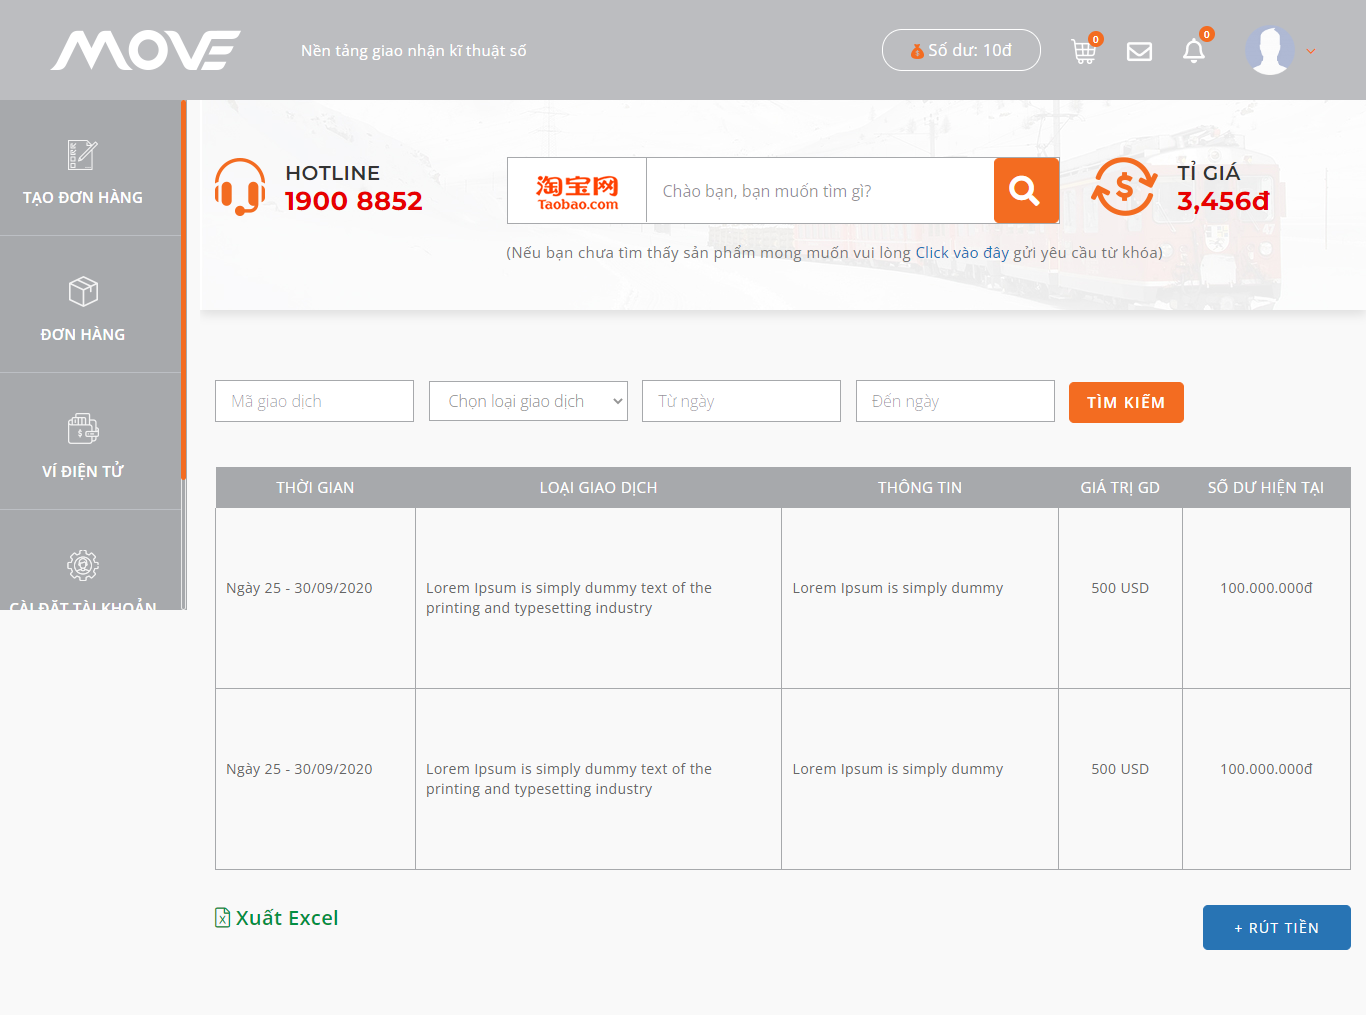 MOVE
Nền tảng giao nhận kĩ thuật số
Số dư: 10đ
0
0
TẠO ĐƠN HÀNG
ĐƠN HÀNG
VÍ ĐIỆN TỬ
CÀI ĐẶT TÀI KHOẢN
HOTLINE
1900 8852
淘宝网
Taobao.com
Chào bạn, bạn muốn tìm gì?
TỈ GIÁ
3,456đ
(Nếu bạn chưa tìm thấy sản phẩm mong muốn vui lòng Click vào đây gửi yêu cầu từ khóa)
Mã giao dịch
Chọn loại giao dịch
Từ ngày
Đến ngày
TÌM KIẾM
THỜI GIAN LOẠI GIAO DỊCH THÔNG TIN GIÁ TRỊ GD SỐ DƯ HIỆN TẠI
Ngày 25 - 30/09/2020
Lorem Ipsum is simply dummy text of the
printing and typesetting industry
Lorem Ipsum is simply dummy
500 USD
100.000.000đ
Ngày 25 - 30/09/2020
Lorem Ipsum is simply dummy text of the
printing and typesetting industry
Lorem Ipsum is simply dummy
500 USD
100.000.000đ
Xuất Excel
+ RÚT TIỀN